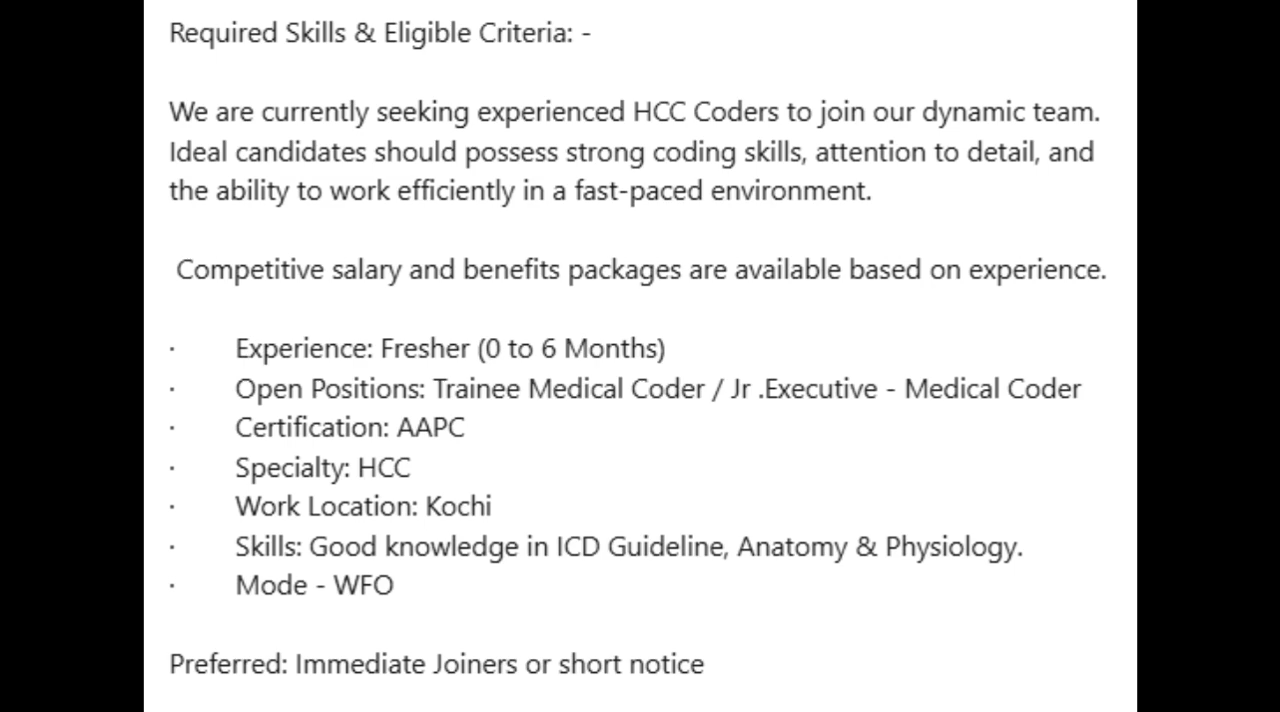 Required Skills & Eligible Criteria: -
We are currently seeking experienced HCC Coders to join our dynamic team.
Ideal candidates should possess strong coding skills, attention to detail, and
the ability to work efficiently in a fast-paced environment.
Competitive salary and benefits packages are available based on experience.
· Experience: Fresher (0 to 6 Months)
· Open Positions: Trainee Medical Coder / Jr .Executive - Medical Coder
· Certification: AAPC
· Specialty: HCC
· Work Location: Kochi
· Skills: Good knowledge in ICD Guideline, Anatomy & Physiology.
· Mode - WFO
Preferred: Immediate Joiners or short notice